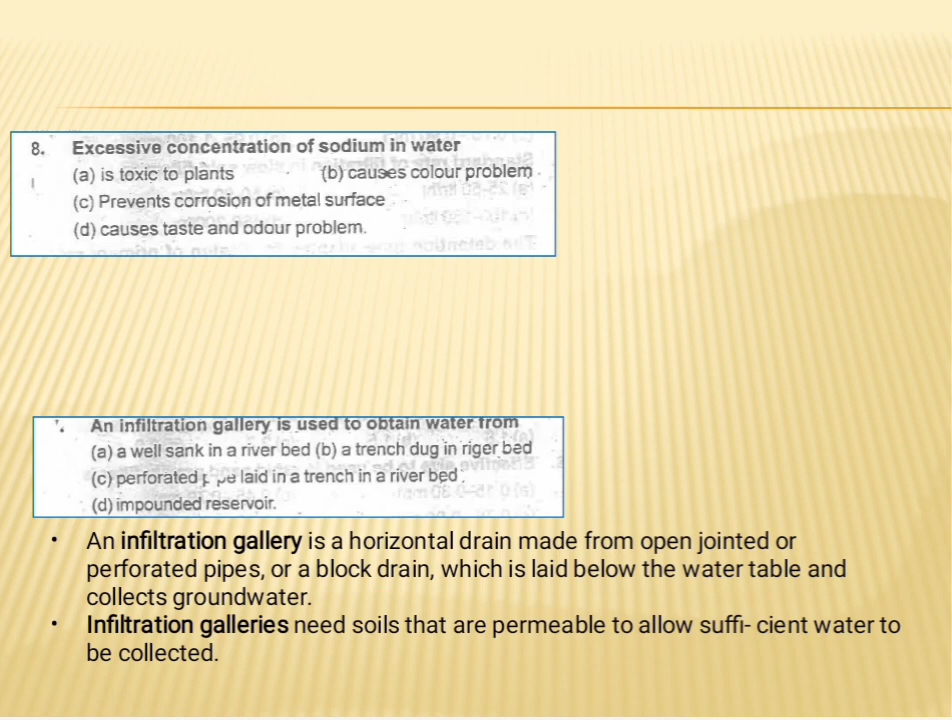 8. Excessive concentration of sodium in water
(a) is toxic to plants (b) causes colour problem
(c) Prevents corrosion of metal surface
(d) causes taste and odour problem.
An infiltration gallery is used to obtain water from
(a) a well sank in a river bed (b) a trench dug in riger bed
(c) perforated laid in a trench in a river bed
(d) impounded reservoir.
• An infiltration gallery is a horizontal drain made from open jointed or
perforated pipes, or a block drain, which is laid below the water table and
collects groundwater.
• Infiltration galleries need soils that are permeable to allow suffi- cient water to
be collected.